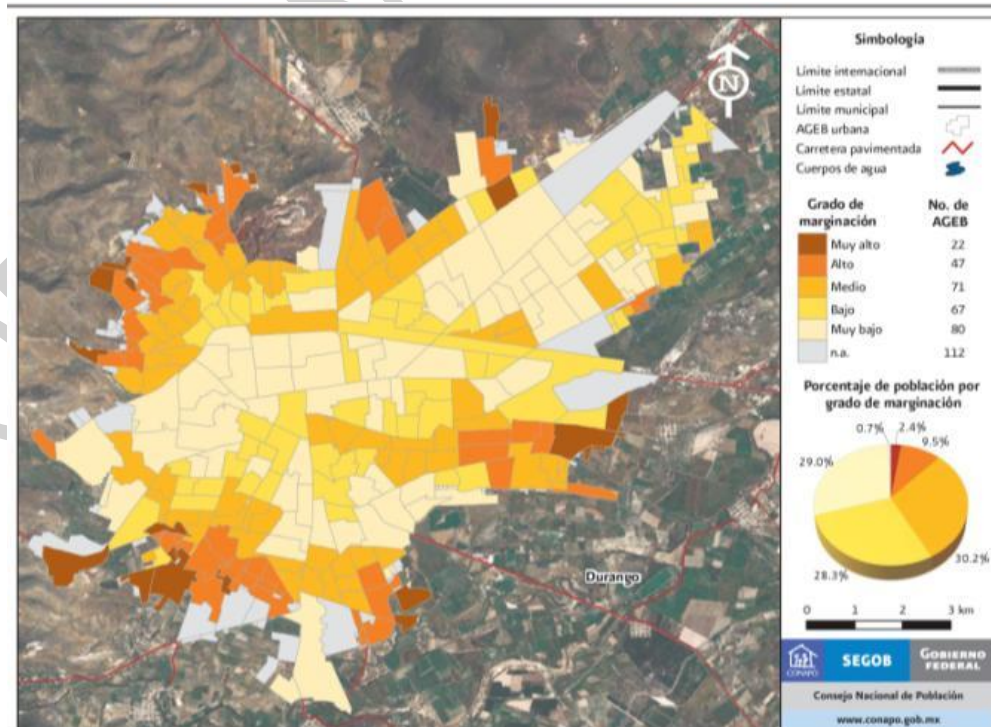 N
Durango
Simbología
Límite internacional
Límite estatal
Límite municipal
AGEB urbana
Carretera pavimentada
Cuerpos de agua
Grado de marginación No. de AGEB
Muy alto 22
Alto 47
Medio 71
Bajo 67
Muy bajo 80
n.a. 112
Porcentaje de población por
grado de marginación
0.7% 2.4%
9.5%
29.0%
30.2%
28.3%
0 1 2 3 km
CONAPO
SEGOB
GOBIERNO
FEDERAL
Consejo Nacional de Población
www.conapo.gob.mx